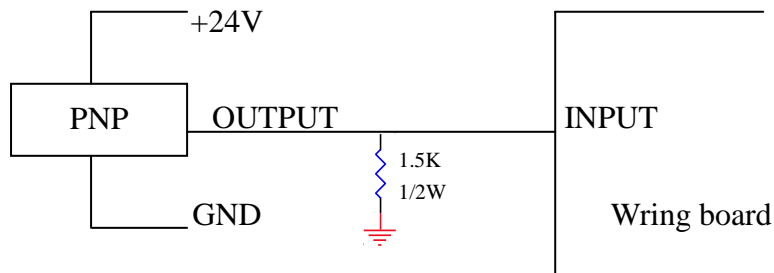 +24V
PNP
OUTPUT
INPUT
1.5K
1/2W
GND
Wring board